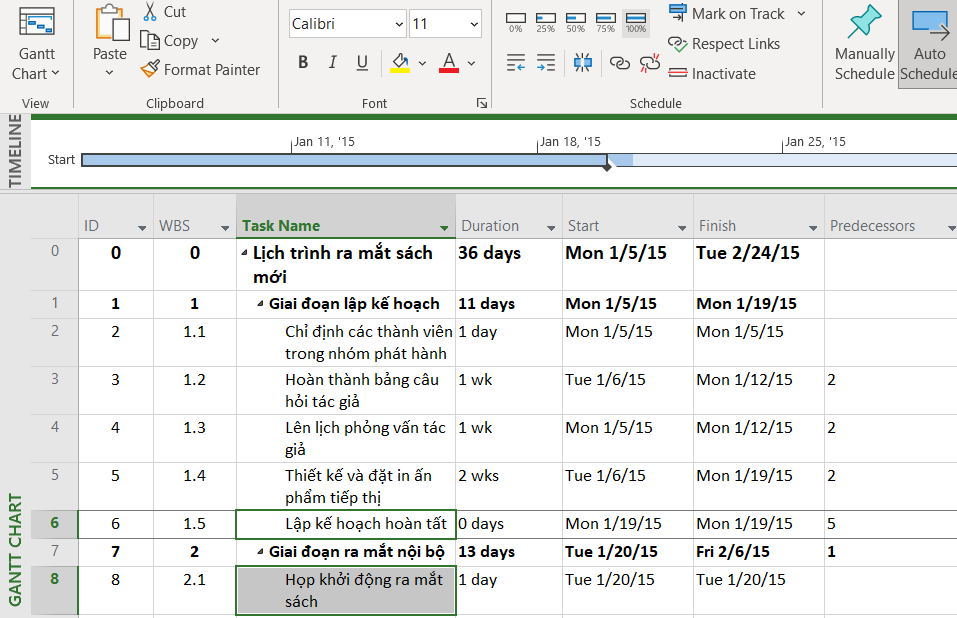 Gantt
Chart
View
Paste
Cut
Copy
Format Painter
Clipboard
Calibri
11
B I U A
Font
0% 25% 50% 75% 100%
Mark on Track
Respect Links
Inactivate
Schedule
Manually
Schedule
Auto
Schedule
TIMELINE
Jan 11, '15 Jan 18, '15 Jan 25, '15
Start
GANTT CHART
ID WBS Task Name Duration Start Finish Predecessors
0 0 0 Lịch trình ra mắt sách 36 days Mon 1/5/15 Tue 2/24/15
mới
1 1 1 Giai đoạn lập kế hoạch 11 days Mon 1/5/15 Mon 1/19/15
2 2 1.1 Chỉ định các thành viên 1 day Mon 1/5/15 Mon 1/5/15
trong nhóm phát hành
3 3 1.2 Hoàn thành bảng câu 1 wk Tue 1/6/15 Mon 1/12/15 2
hỏi tác giả
4 4 1.3 Lên lịch phỏng vấn tác 1 wk Mon 1/5/15 Mon 1/12/15 2
giả
5 5 1.4 Thiết kế và đặt in ấn 2 wks Tue 1/6/15 Mon 1/19/15 2
phẩm tiếp thị
6 6 1.5 Lập kế hoạch hoàn tất 0 days Mon 1/19/15 Mon 1/19/15 5
7 7 2 Giai đoạn ra mắt nội bộ 13 days Tue 1/20/15 Fri 2/6/15 1
8 8 2.1 Họp khởi động ra mắt 1 day Tue 1/20/15 Tue 1/20/15
sách